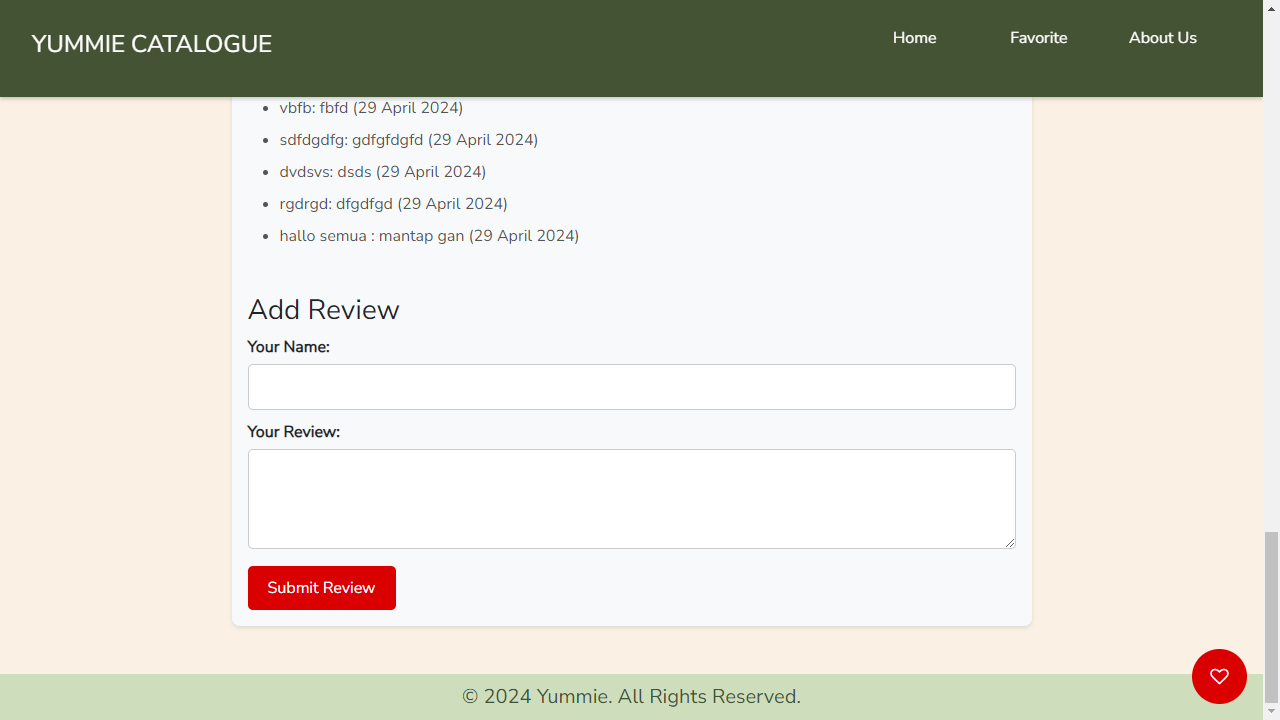 YUMMIE CATALOGUE
Home Favorite About Us
vbfb: fbfd (29 April 2024)
sdfdgdfg: gdfgfdgfd (29 April 2024)
dvdsvs: dsds (29 April 2024)
rgdrgd: dfgdfgd (29 April 2024)
hallo semua : mantap gan (29 April 2024)
Add Review
Your Name:
Your Review:
Submit Review
© 2024 Yummie. All Rights Reserved.